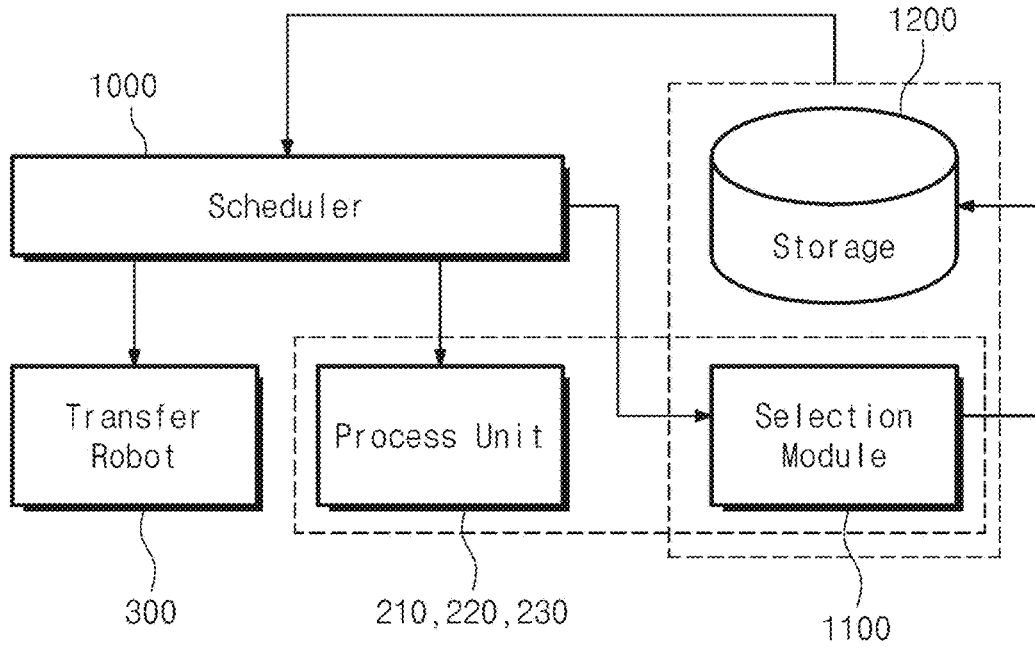 1200
1000
Scheduler
Storage
Transfer
Robot
Process Unit
Selection
Module
300
210,220,230
1100